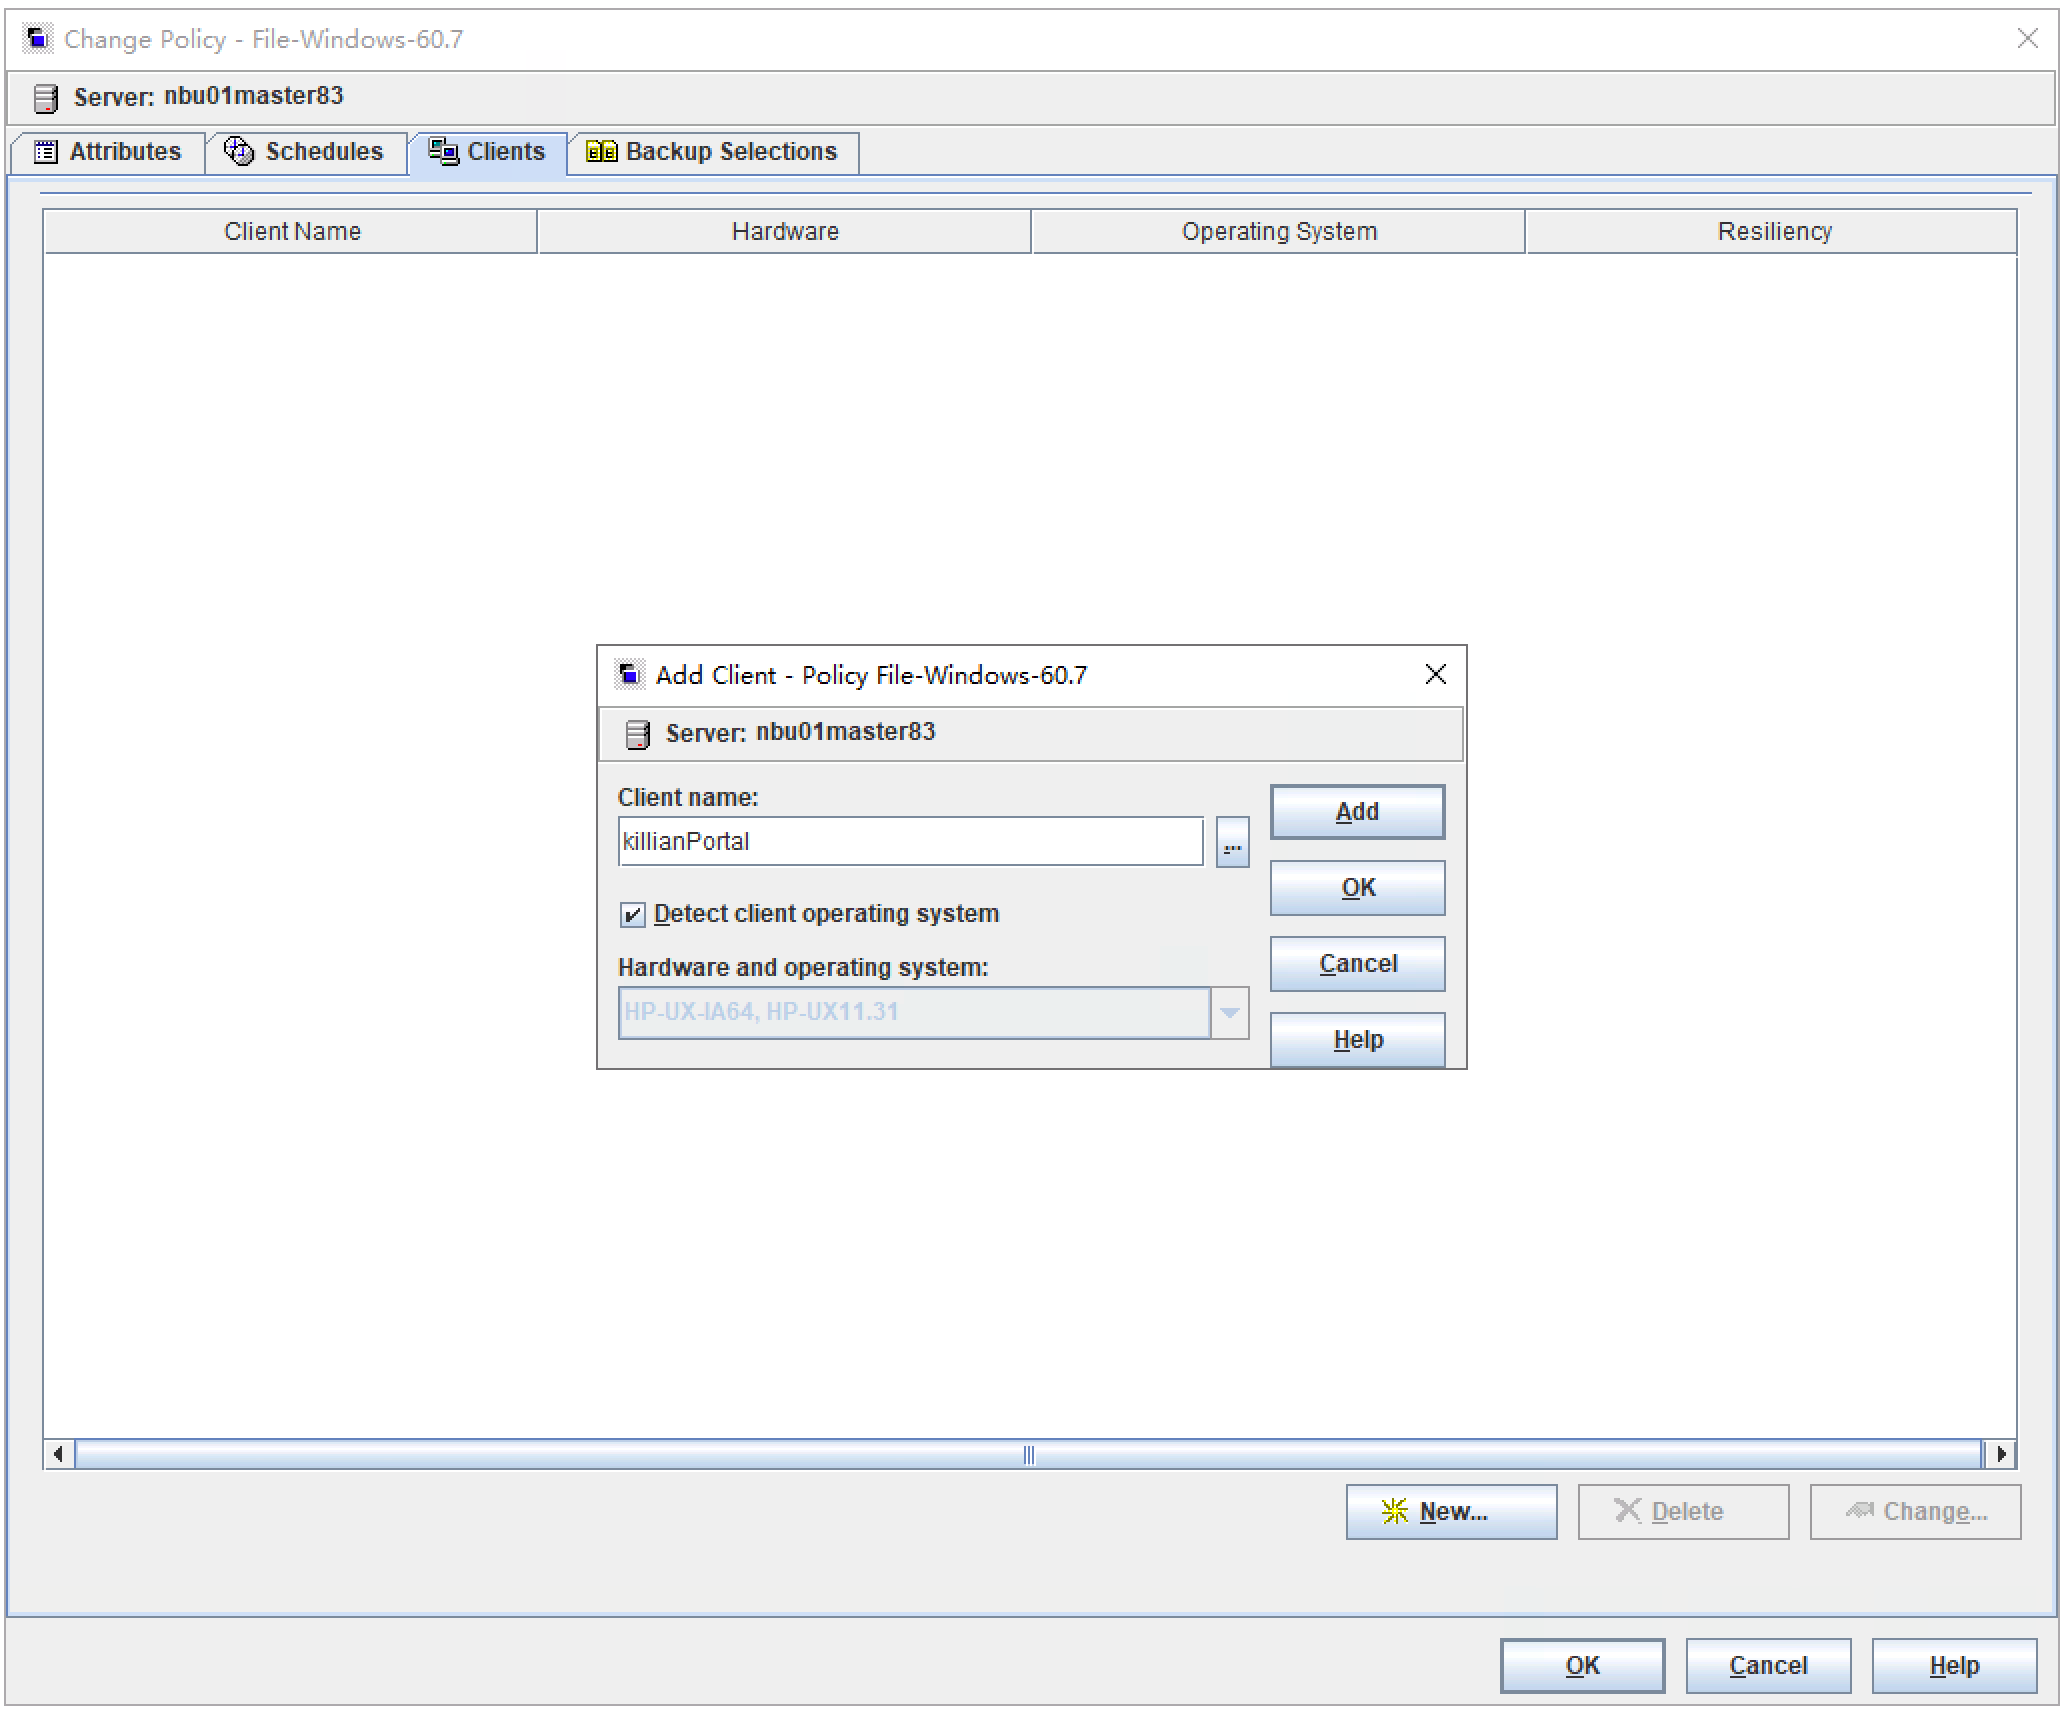 Change Policy - File-Windows-60.7
Server: nbu01master83
Attributes Schedules Clients Backup Selections
Client Name Hardware Operating System Resiliency
Add Client - Policy File-Windows-60.7
Server: nbu01master83
Client name:
killianPortal
...
Add
OK
Detect client operating system
Cancel
Hardware and operating system:
HP-UX-IA64, HP-UX11.31
Help
New... Delete Change...
OK Cancel Help